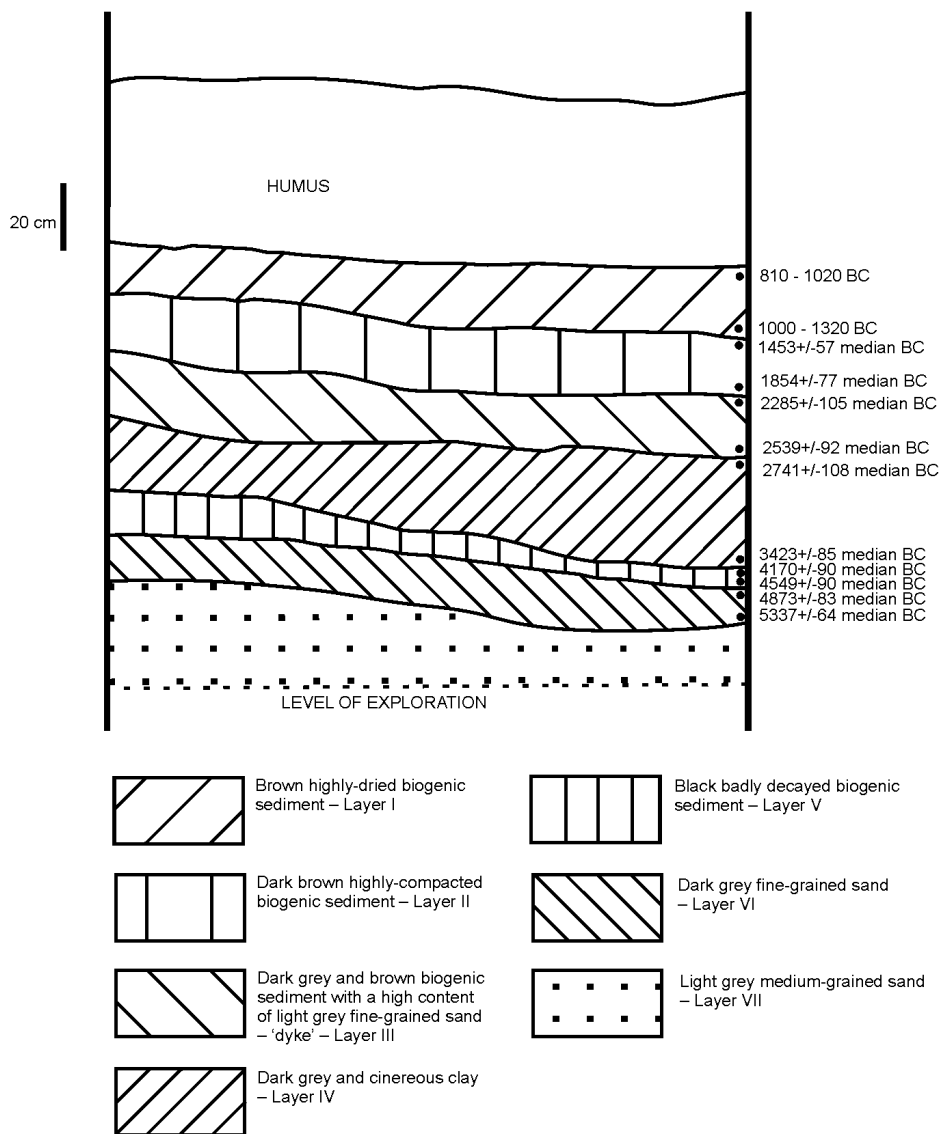 HUMUS
20 cm
810 - 1020 BC
1000 - 1320 BC
1453+/-57 median BC
1854+/-77 median BC
2285+/-105 median BC
2539+/-92 median BC
2741+/-108 median BC
3423+/-85 median BC
4170+/-90 median BC
4549+/-90 median BC
4873+/-83 median BC
5337+/-64 median BC
LEVEL OF EXPLORATION
Brown highly-dried biogenic
sediment – Layer I
Dark brown highly-compacted
biogenic sediment – Layer II
Dark grey and brown biogenic
sediment with a high content
of light grey fine-grained sand
– ‘dyke’ – Layer III
Dark grey and cinereous clay
– Layer IV
Black badly decayed biogenic
sediment – Layer V
Dark grey fine-grained sand
– Layer VI
Light grey medium-grained sand
– Layer VII